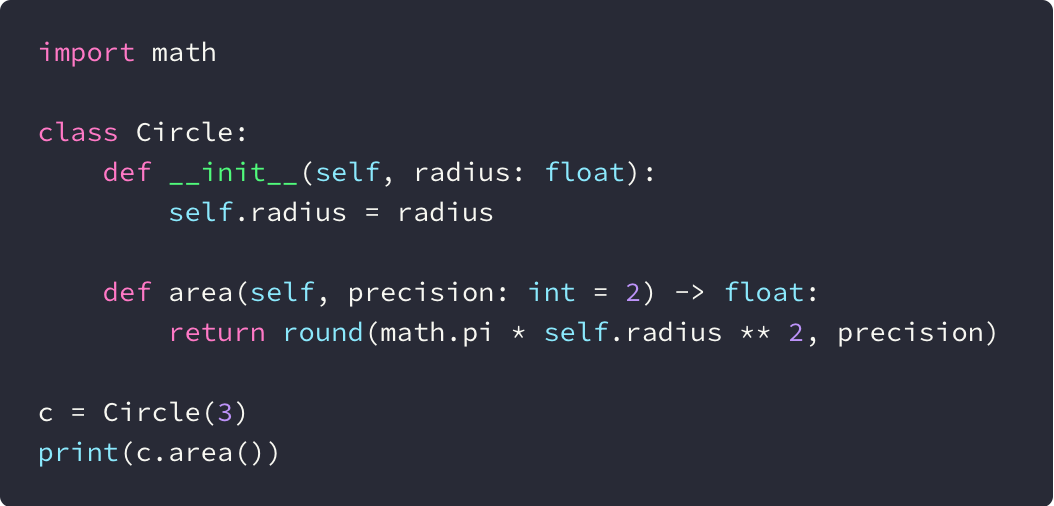 import math

class Circle:
    def __init__(self, radius: float):
        self.radius = radius

    def area(self, precision: int = 2) -> float:
        return round(math.pi * self.radius ** 2, precision)

c = Circle(3)
print(c.area())